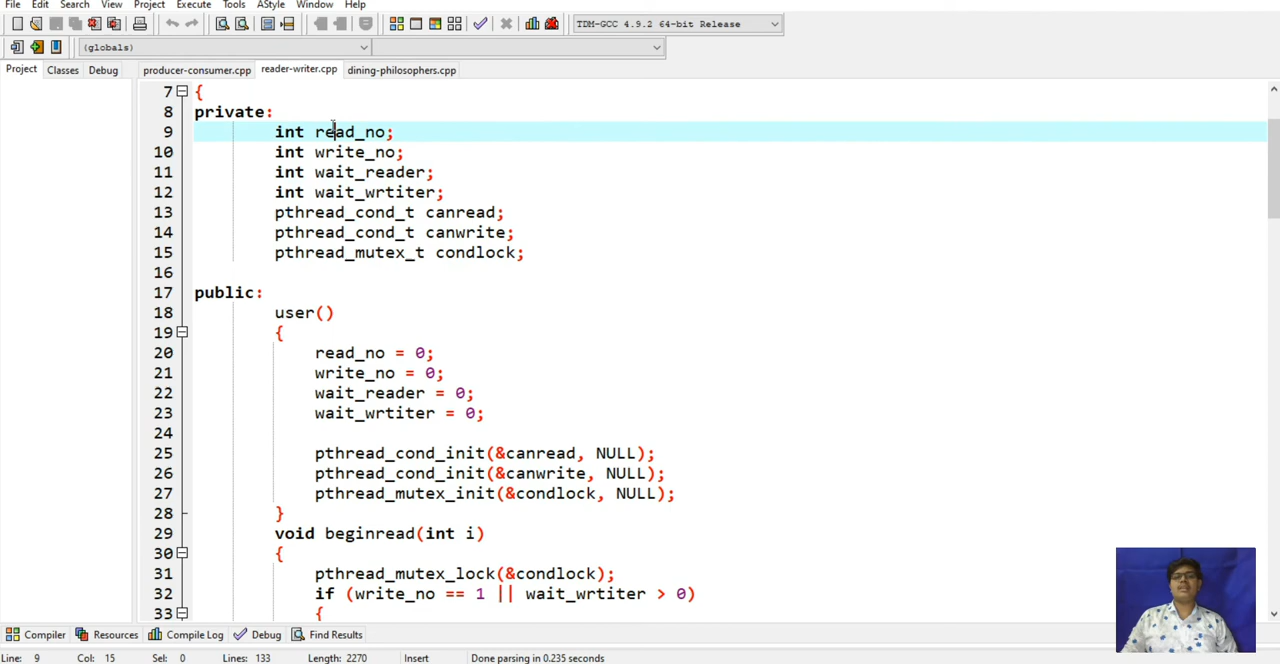 File Edit Search View Project Execute Tools AStyle Window Help
TDM-GCC 4.9.2 64-bit Release
(globals)
Project Classes Debug producer-consumer.cpp reader-writer.cpp dining-philosophers.cpp
7 {
8 private:
9 int read_no;
10 int write_no;
11 int wait_reader;
12 int wait_wrtiter;
13 pthread_cond_t canread;
14 pthread_cond_t canwrite;
15 pthread_mutex_t condlock;
16
17 public:
18 user()
19 {
20 read_no = 0;
21 write_no = 0;
22 wait_reader = 0;
23 wait_wrtiter = 0;
24
25 pthread_cond_init(&canread, NULL);
26 pthread_cond_init(&canwrite, NULL);
27 pthread_mutex_init(&condlock, NULL);
28 }
29 void beginread(int i)
30 {
31 pthread_mutex_lock(&condlock);
32 if (write_no == 1 || wait_wrtiter > 0)
33 {
Compiler Resources Compile Log Debug Find Results
Line: 9 Col: 15 Sel: 0 Lines: 133 Length: 2270 Insert Done parsing in 0.235 seconds